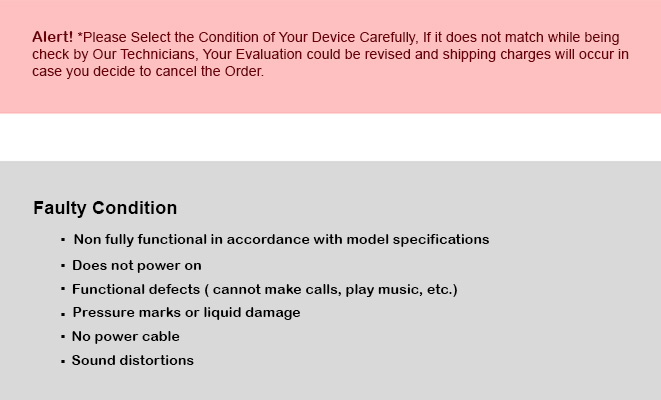 Alert! *Please Select the Condition of Your Device Carefully, If it does not match while being
check by Our Technicians, Your Evaluation could be revised and shipping charges will occur in
case you decide to cancel the Order.
Faulty Condition
▪ Non fully functional in accordance with model specifications
▪ Does not power on
▪ Functional defects ( cannot make calls, play music, etc.)
▪ Pressure marks or liquid damage
▪ No power cable
▪ Sound distortions